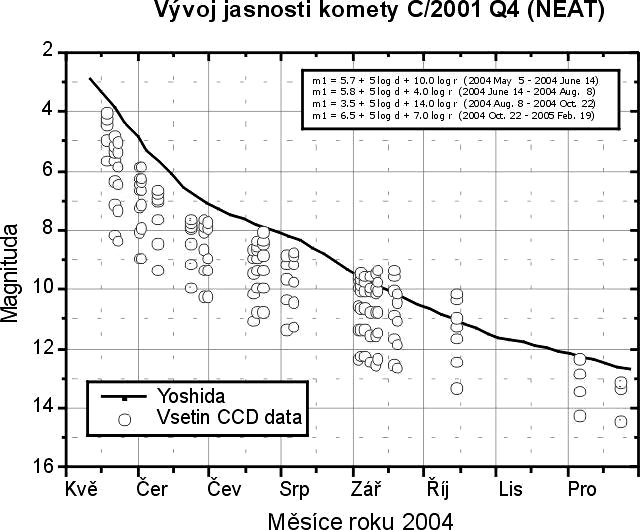 Vývoj jasnosti komety C/2001 Q4 (NEAT)
2
m1 = 5.7 + 5 log d + 10.0 log r (2004 May 5 - 2004 June 14)
m1 = 5.8 + 5 log d + 4.0 log r (2004 June 14 - 2004 Aug. 8)
m1 = 3.5 + 5 log d + 14.0 log r (2004 Aug. 8 - 2004 Oct. 22)
m1 = 6.5 + 5 log d + 7.0 log r (2004 Oct. 22 - 2005 Feb. 19)
4
6
8
Magnituda
10
12
14
16
Yoshida
Vsetin CCD data
Kvě Čer Čev Srp Zář Říj Lis Pro
Měsíce roku 2004